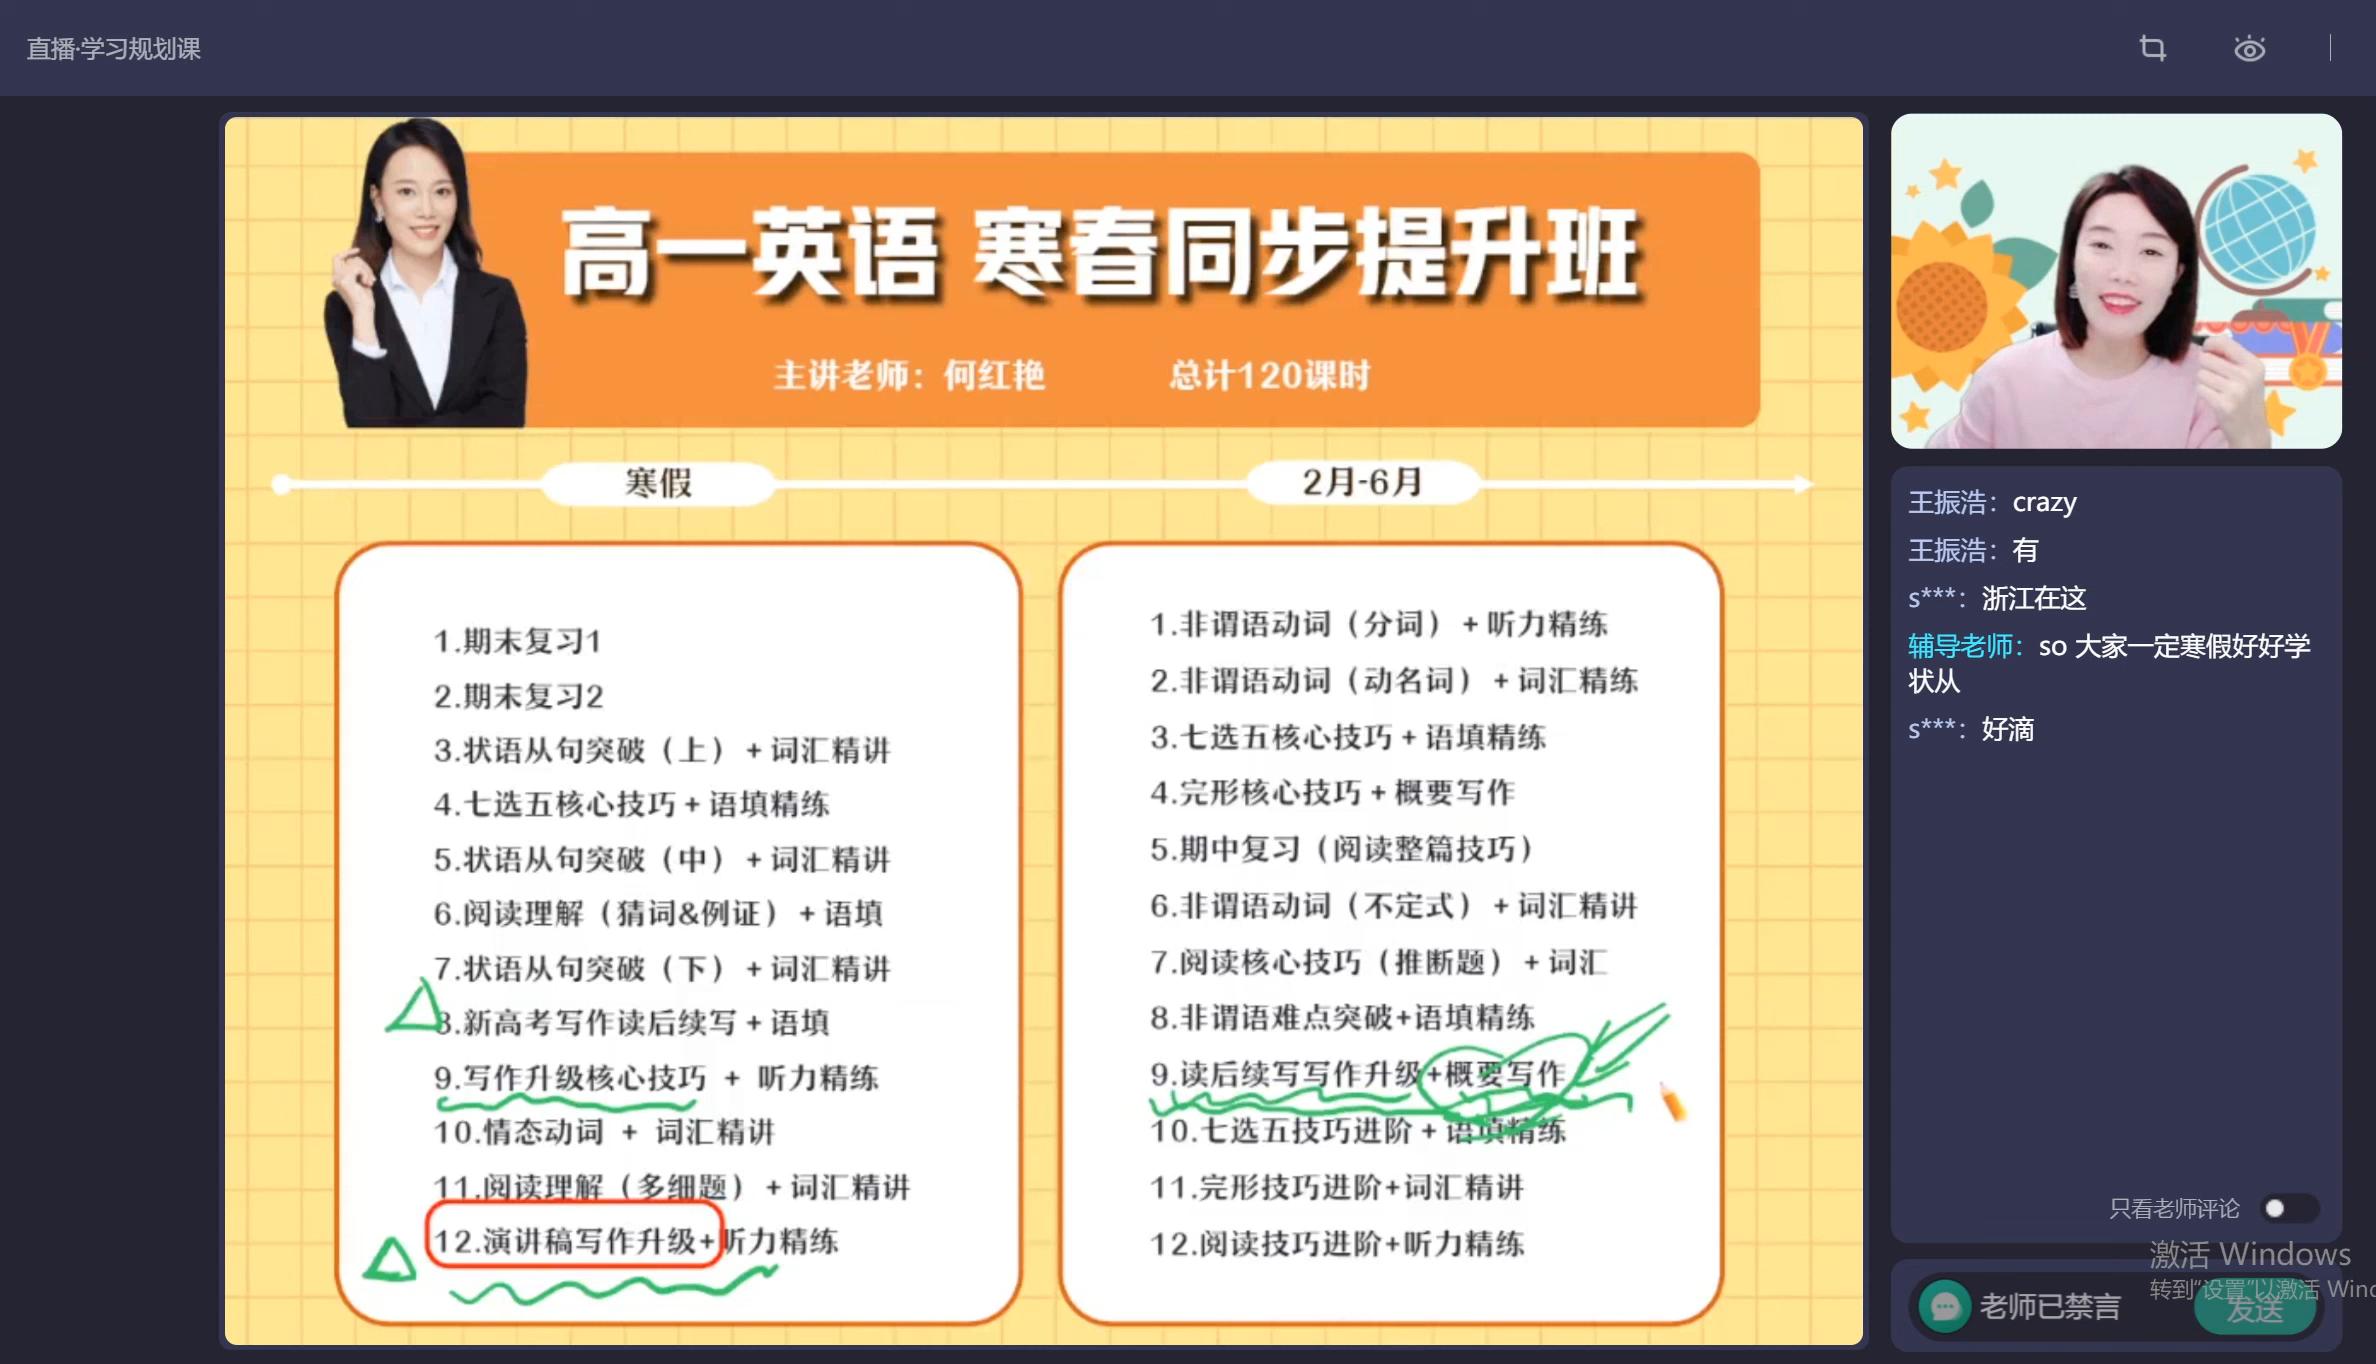 直播·学习规划课
高一英语 寒春同步提升班
主讲老师：何红艳 总计120课时
寒假
2月-6月
1.期末复习1
2.期末复习2
3.状语从句突破（上）+词汇精讲
4.七选五核心技巧+语填精练
5.状语从句突破（中）+词汇精讲
6.阅读理解（猜词&例证）+语填
7.状语从句突破（下）+词汇精讲
8.新高考写作读后续写+语填
9.写作升级核心技巧 + 听力精练
10.情态动词 + 词汇精讲
11.阅读理解（多细题）+词汇精讲
12.演讲稿写作升级+听力精练
1.非谓语动词（分词）+听力精练
2.非谓语动词（动名词）+词汇精练
3.七选五核心技巧+语填精练
4.完形核心技巧+概要写作
5.期中复习（阅读整篇技巧）
6.非谓语动词（不定式）+词汇精讲
7.阅读核心技巧（推断题）+词汇
8.非谓语难点突破+语填精练
9.读后续写写作升级+概要写作
10.七选五技巧进阶+语填精练
11.完形技巧进阶+词汇精讲
12.阅读技巧进阶+听力精练
王振浩：crazy
王振浩：有
s***：浙江在这
辅导老师：so 大家一定寒假好好学
状从
s***：好滴
只看老师评论
激活 Windows
转到"设置"以激活 Winc
老师已禁言
发送